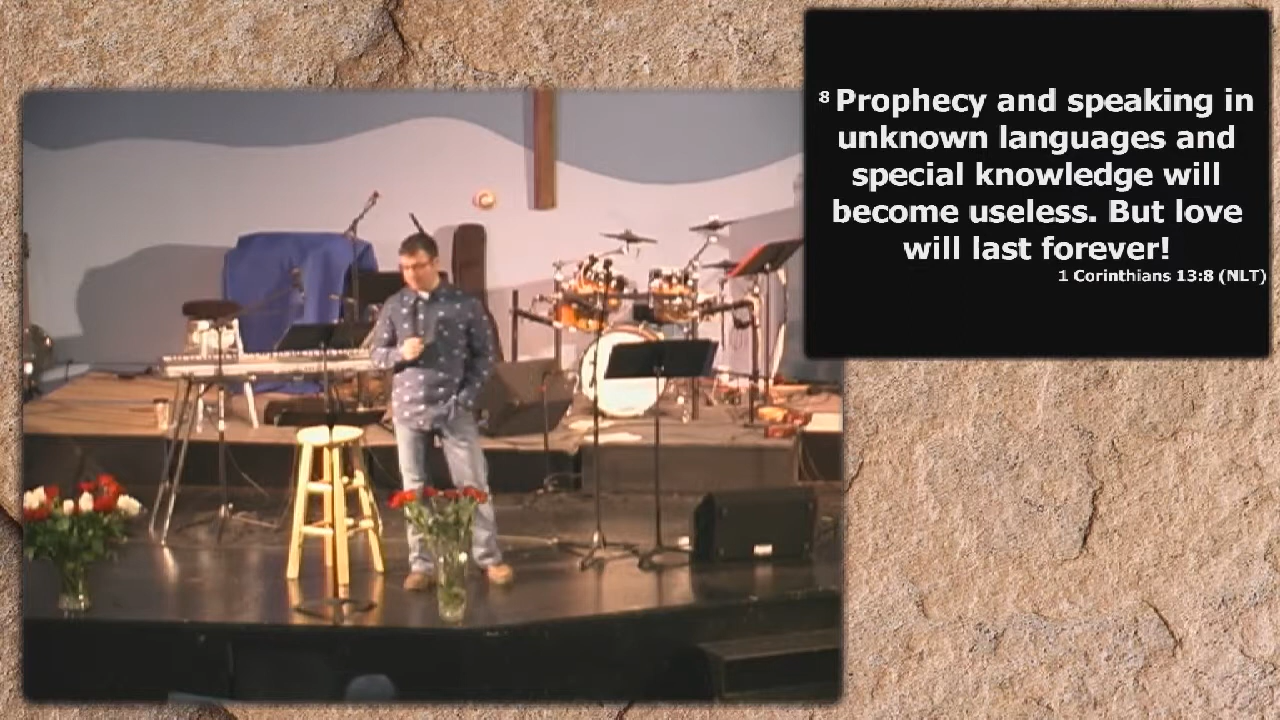 8 Prophecy and speaking in
unknown languages and
special knowledge will
become useless. But love
will last forever!
1 Corinthians 13:8 (NLT)